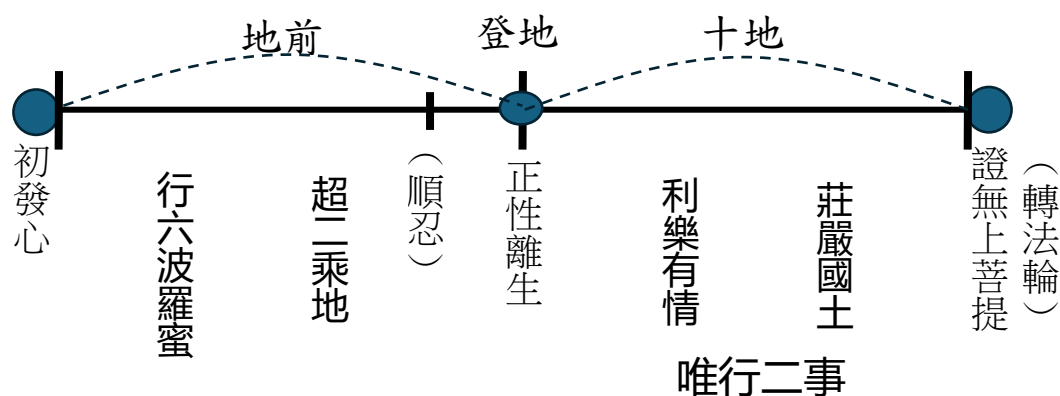 地前
登地
十地
初發心
行六波羅蜜
超二乘地
（順忍）
正性離生
利樂有情
莊嚴國土
證無上菩提
（轉法輪）
唯行二事